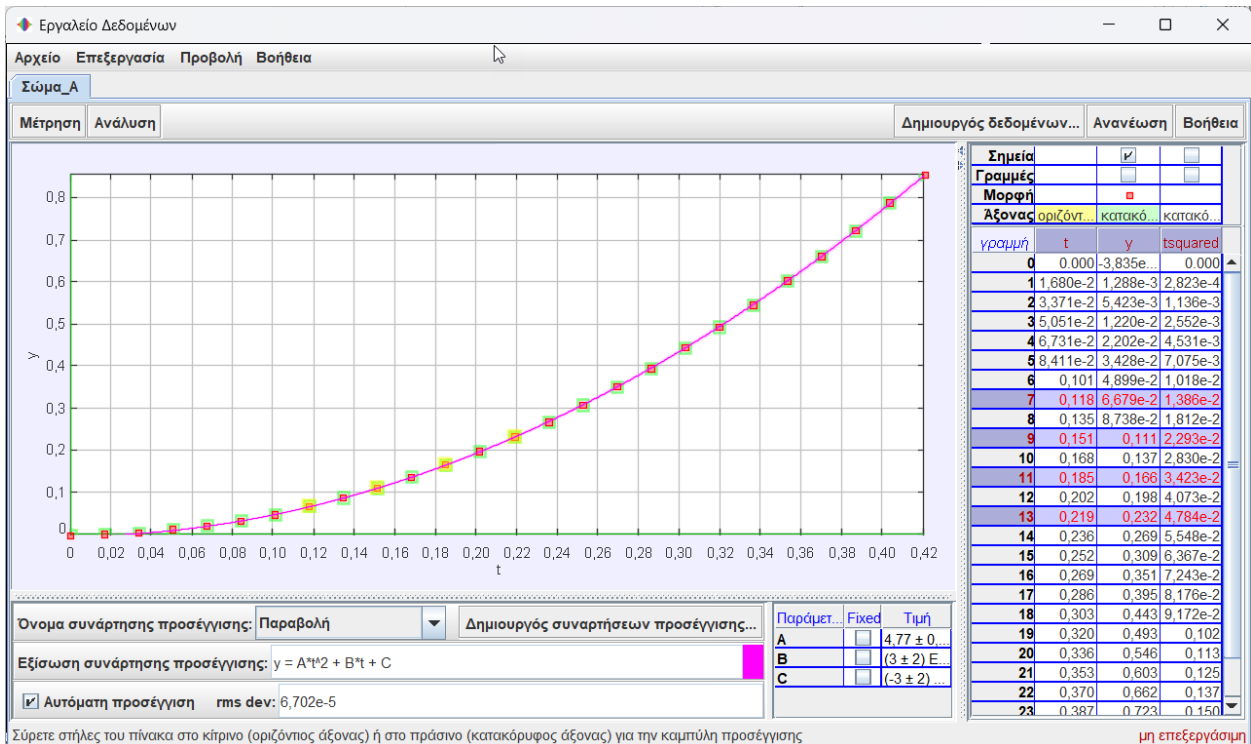 Εργαλείο Δεδομένων
Αρχείο Επεξεργασία Προβολή Βοήθεια
Σώμα_Α
Μέτρηση Ανάλυση Δημιουργός δεδομένων... Ανανέωση Βοήθεια
0,8
0,7
0,6
0,5
0,4
0,3
0,2
0,1
0
y
0 0,02 0,04 0,06 0,08 0,10 0,12 0,14 0,16 0,18 0,20 0,22 0,24 0,26 0,28 0,30 0,32 0,34 0,36 0,38 0,40 0,42
t
Σημεία
Γραμμές
Μορφή
Άξονας οριζόντ... κατακό... κατακό...
γραμμή t y tsquared
0 0.000 -3,835e... 0.000
1 1,680e-2 1,288e-3 2,823e-4
2 3,371e-2 5,423e-3 1,136e-3
3 5,051e-2 1,220e-2 2,552e-3
4 6,731e-2 2,202e-2 4,531e-3
5 8,411e-2 3,428e-2 7,075e-3
6 0,101 4,899e-2 1,018e-2
7 0,118 6,679e-2 1,386e-2
8 0,135 8,738e-2 1,812e-2
9 0,151 0,111 2,293e-2
10 0,168 0,137 2,830e-2
11 0,185 0,166 3,423e-2
12 0,202 0,198 4,073e-2
13 0,219 0,232 4,784e-2
14 0,236 0,269 5,548e-2
15 0,252 0,309 6,367e-2
16 0,269 0,351 7,243e-2
17 0,286 0,395 8,176e-2
18 0,303 0,443 9,172e-2
19 0,320 0,493 0,102
20 0,336 0,546 0,113
21 0,353 0,603 0,125
22 0,370 0,662 0,137
23 0,387 0,723 0,150
Όνομα συνάρτησης προσέγγισης: Παραβολή Δημιουργός συναρτήσεων προσέγγισης...
Εξίσωση συνάρτησης προσέγγισης: y = A*t^2 + B*t + C
Αυτόματη προσέγγιση rms dev: 6,702e-5
Παράμετ... Fixed Τιμή
A 4,77 ± 0,...
B (3 ± 2) E...
C (-3 ± 2) ...
Σύρετε στήλες του πίνακα στο κίτρινο (οριζόντιος άξονας) ή στο πράσινο (κατακόρυφος άξονας) για την καμπύλη προσέγγισης μη επεξεργάσιμη